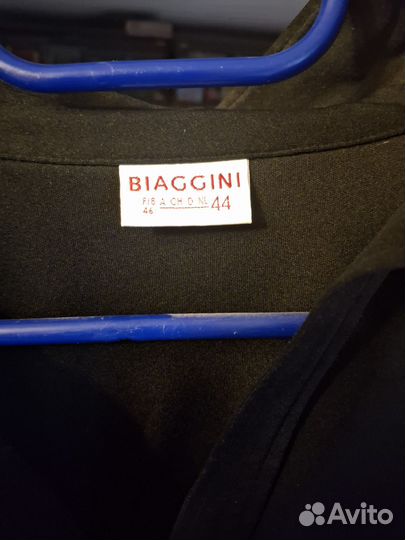 BIAGGINI
F/B A CH D NL 44
46
Avito